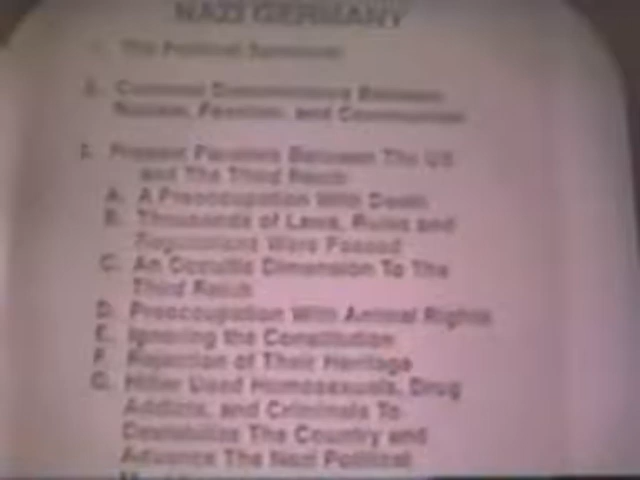 NAZI GERMANY
The Political Spectrum
2. Common Denominators Between
Nazism, Fascism, and Communism
3. Present Parallels Between The US
and The Third Reich
A. A Preoccupation With Death
B. Thousands of Laws, Rules and
Regulations Were Passed
C. An Occultic Dimension To The
Third Reich
D. Preoccupation With Animal Rights
E. Ignoring the Constitution
F. Rejection of Their Heritage
G. Hitler Used Homosexuals, Drug
Addicts, and Criminals To
Destabilize The Country and
Advance The Nazi Political